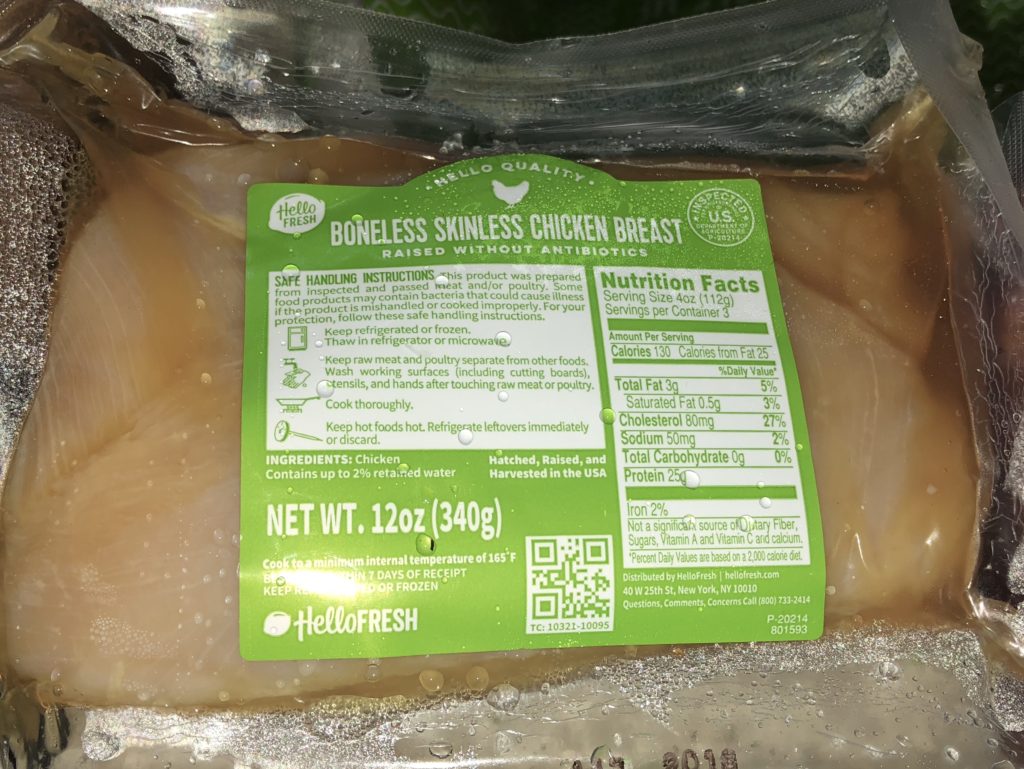 HELLO QUALITY
Hello
FRESH
BONELESS SKINLESS CHICKEN BREAST
RAISED WITHOUT ANTIBIOTICS
INSPECTED
U.S.
DEPARTMENT OF
AGRICULTURE
P-20214
SAFE HANDLING INSTRUCTIONS This product was prepared
from inspected and passed meat and/or poultry. Some
food products may contain bacteria that could cause illness
if the product is mishandled or cooked improperly. For your
protection, follow these safe handling instructions.
Keep refrigerated or frozen.
Thaw in refrigerator or microwave.
Keep raw meat and poultry separate from other foods.
Wash working surfaces (including cutting boards),
utensils, and hands after touching raw meat or poultry.
Cook thoroughly.
Keep hot foods hot. Refrigerate leftovers immediately
or discard.
INGREDIENTS: Chicken
Contains up to 2% retained water
Hatched, Raised, and
Harvested in the USA
NET WT. 12oz (340g)
Cook to a minimum internal temperature of 165°F
7 DAYS OF RECEIPT
KEEP OR FROZEN
HelloFRESH
TC: 10321-10095
Nutrition Facts
Serving Size 4oz (112g)
Servings per Container 3
Amount Per Serving
Calories 130 Calories from Fat 25
%Daily Value*
Total Fat 3g 5%
Saturated Fat 0.5g 3%
Cholesterol 80mg 27%
Sodium 50mg 2%
Total Carbohydrate 0g 0%
Protein 25g
Iron 2%
Not a significant source of Dietary Fiber,
Sugars, Vitamin A and Vitamin C and calcium.
*Percent Daily Values are based on a 2,000 calorie diet.
Distributed by HelloFresh | hellofresh.com
40 W 25th St, New York, NY 10010
Questions, Comments, Concerns Call (800) 733-2414
P-20214
801593
2018